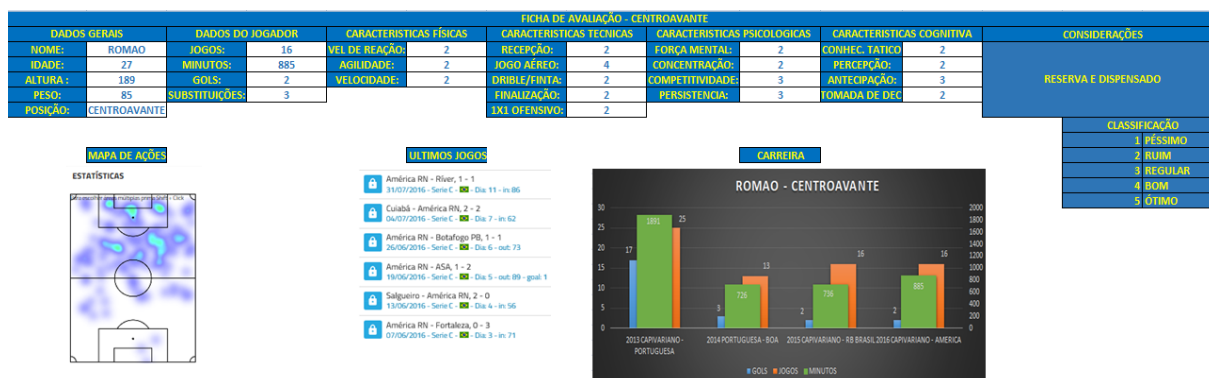 FICHA DE AVALIAÇÃO - CENTROAVANTE
DADOS GERAIS DADOS DO JOGADOR CARACTERISTICAS FÍSICAS CARACTERISTICAS TECNICAS CARACTERISTICAS PSICOLOGICAS CARACTERISTICAS COGNITIVA CONSIDERAÇÕES
NOME: ROMAO JOGOS: 16 VEL DE REAÇÃO: 2 RECEPÇÃO: 2 FORÇA MENTAL: 2 CONHEC. TATICO 2
IDADE: 27 MINUTOS: 885 AGILIDADE: 2 JOGO AÉREO: 4 CONCENTRAÇÃO: 2 PERCEPÇÃO: 2
ALTURA : 189 GOLS: 2 VELOCIDADE: 2 DRIBLE/FINTA: 2 COMPETITIVIDADE: 3 ANTECIPAÇÃO: 3 RESERVA E DISPENSADO
PESO: 85 SUBSTITUIÇÕES: 3 FINALIZAÇÃO: 2 PERSISTENCIA: 3 TOMADA DE DEC 2
POSIÇÃO: CENTROAVANTE 1X1 OFENSIVO: 2
CLASSIFICAÇÃO
1 PÉSSIMO
2 RUIM
3 REGULAR
4 BOM
5 ÓTIMO
MAPA DE AÇÕES
ESTATÍSTICAS
ULTIMOS JOGOS
América RN - Ríver, 1 - 1
31/07/2016 - Serie C - Dia: 11 - in: 86
Cuiabá - América RN, 2 - 2
04/07/2016 - Serie C - Dia: 7 - in: 62
América RN - Botafogo PB, 1 - 1
26/06/2016 - Serie C - Dia: 6 - out: 73
América RN - ASA, 1 - 2
19/06/2016 - Serie C - Dia: 5 - out: 89 - goal: 1
Salgueiro - América RN, 2 - 0
13/06/2016 - Serie C - Dia: 4 - in: 56
América RN - Fortaleza, 0 - 3
07/06/2016 - Serie C - Dia: 3 - in: 71
CARREIRA
ROMAO - CENTROAVANTE
30 2000
25 1800
20 1600
15 1400
10 1200
5 1000
0 800
600
400
200
0
17 1891 25
3 726 13
2 736 16
2 885 16
2013 CAPIVARIANO - PORTUGUESA
2014 PORTUGUESA - BOA
2015 CAPIVARIANO - RB BRASIL
2016 CAPIVARIANO - AMERICA
GOLS JOGOS MINUTOS